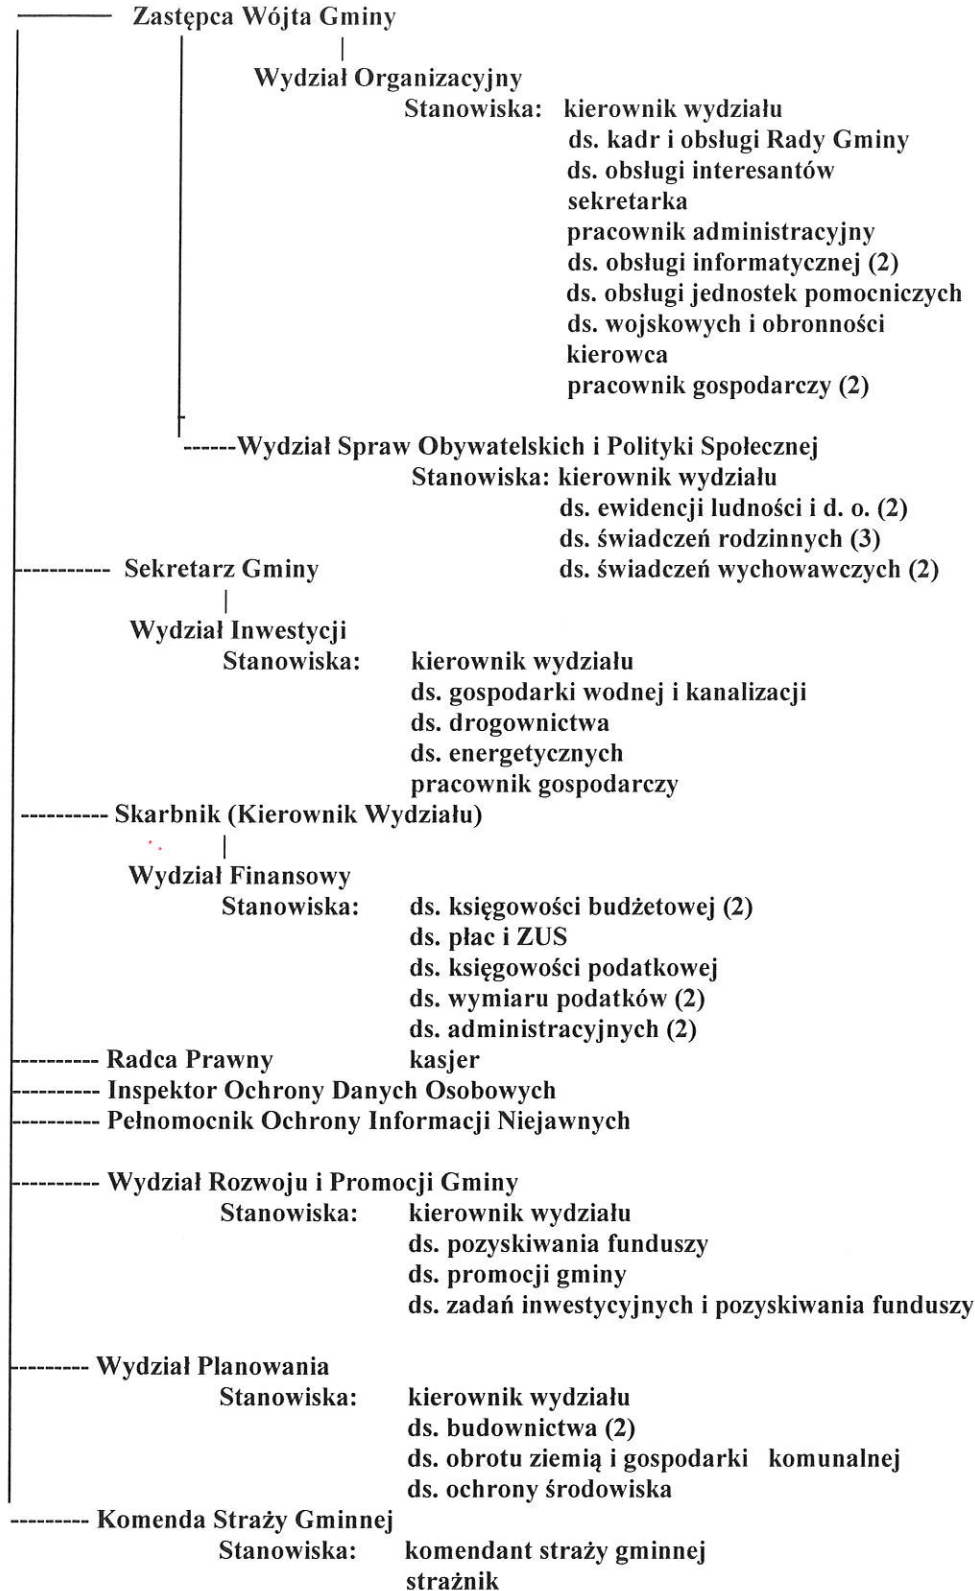 Zastępca Wójta Gminy
Wydział Organizacyjny
Stanowiska: kierownik wydziału
ds. kadr i obsługi Rady Gminy
ds. obsługi interesantów
sekretarka
pracownik administracyjny
ds. obsługi informatycznej (2)
ds. obsługi jednostek pomocniczych
ds. wojskowych i obronności
kierowca
pracownik gospodarczy (2)
------Wydział Spraw Obywatelskich i Polityki Społecznej
Stanowiska: kierownik wydziału
ds. ewidencji ludności i d. o. (2)
ds. świadczeń rodzinnych (3)
----------- Sekretarz Gminy ds. świadczeń wychowawczych (2)
Wydział Inwestycji
Stanowiska: kierownik wydziału
ds. gospodarki wodnej i kanalizacji
ds. drogownictwa
ds. energetycznych
pracownik gospodarczy
---------- Skarbnik (Kierownik Wydziału)
Wydział Finansowy
Stanowiska: ds. księgowości budżetowej (2)
ds. płac i ZUS
ds. księgowości podatkowej
ds. wymiaru podatków (2)
ds. administracyjnych (2)
---------- Radca Prawny kasjer
---------- Inspektor Ochrony Danych Osobowych
---------- Pełnomocnik Ochrony Informacji Niejawnych
---------- Wydział Rozwoju i Promocji Gminy
Stanowiska: kierownik wydziału
ds. pozyskiwania funduszy
ds. promocji gminy
ds. zadań inwestycyjnych i pozyskiwania funduszy
--------- Wydział Planowania
Stanowiska: kierownik wydziału
ds. budownictwa (2)
ds. obrotu ziemią i gospodarki komunalnej
ds. ochrony środowiska
--------- Komenda Straży Gminnej
Stanowiska: komendant straży gminnej
strażnik